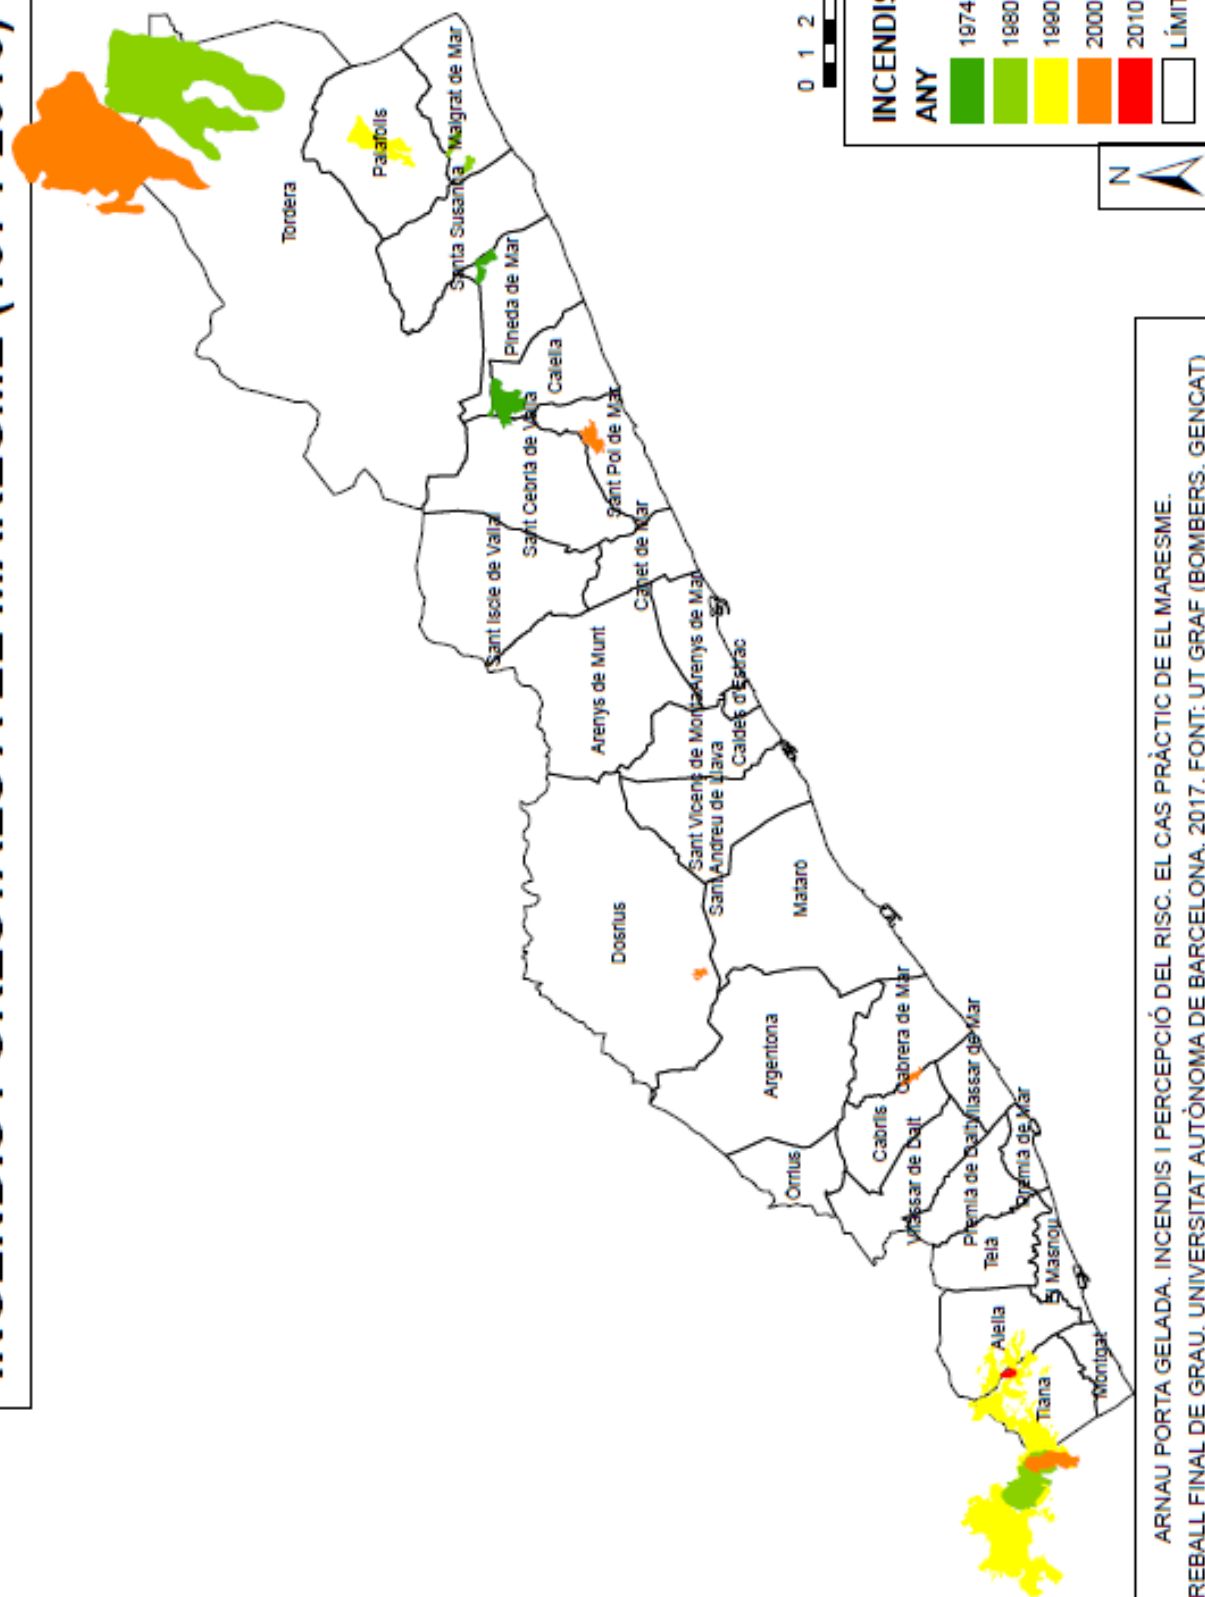 Tordera
Palafolls
Malgrat de Mar
Santa Susanna
Pineda de Mar
Calella
Sant Cebrià de Valla
Sant Pol de Mar
Sant Iscle de Vallal
Canet de Mar
Arenys de Munt
Arenys de Mar
Caldes d'Estrac
Sant Vicenç de Monta
Sant Andreu de Llava
Dosrius
Mataró
Argentona
Cabrera de Mar
Cabrils
Òrrius
Vilassar de Dalt
Vilassar de Mar
Premià de Dalt
Premià de Mar
Teià
El Masnou
Alella
Tiana
Montgat
0 1 2
INCENDIS
ANY
1974
1980
1990
2000
2010
LÍMIT
N
ARNAU PORTA GELADA. INCENDIS I PERCEPCIÓ DEL RISC. EL CAS PRÀCTIC DE EL MARESME.
REBALL FINAL DE GRAU. UNIVERSITAT AUTÒNOMA DE BARCELONA, 2017. FONT: UT GRAF (BOMBERS, GENCAT)